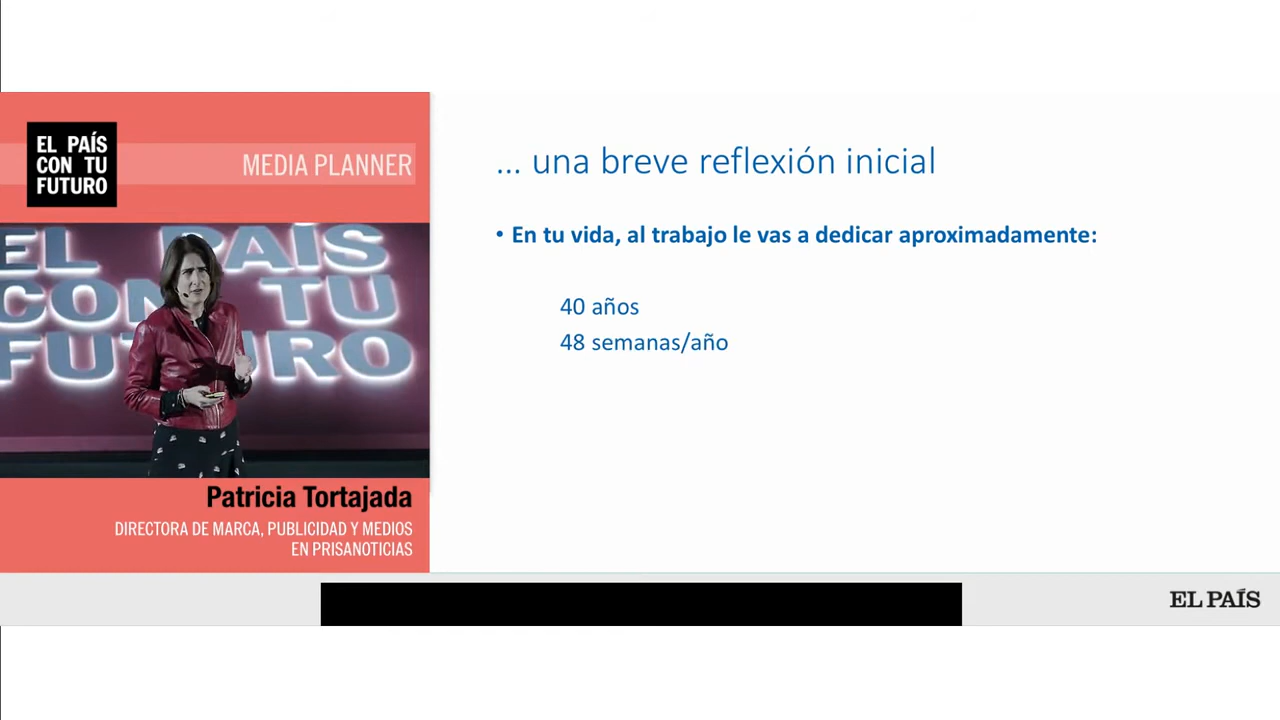 EL PAÍS
CON TU
FUTURO
MEDIA PLANNER
EL PAÍS
CON TU
FUTURO
Patricia Tortajada
DIRECTORA DE MARCA, PUBLICIDAD Y MEDIOS
EN PRISANOTICIAS
... una breve reflexión inicial
• En tu vida, al trabajo le vas a dedicar aproximadamente:
40 años
48 semanas/año
EL PAÍS